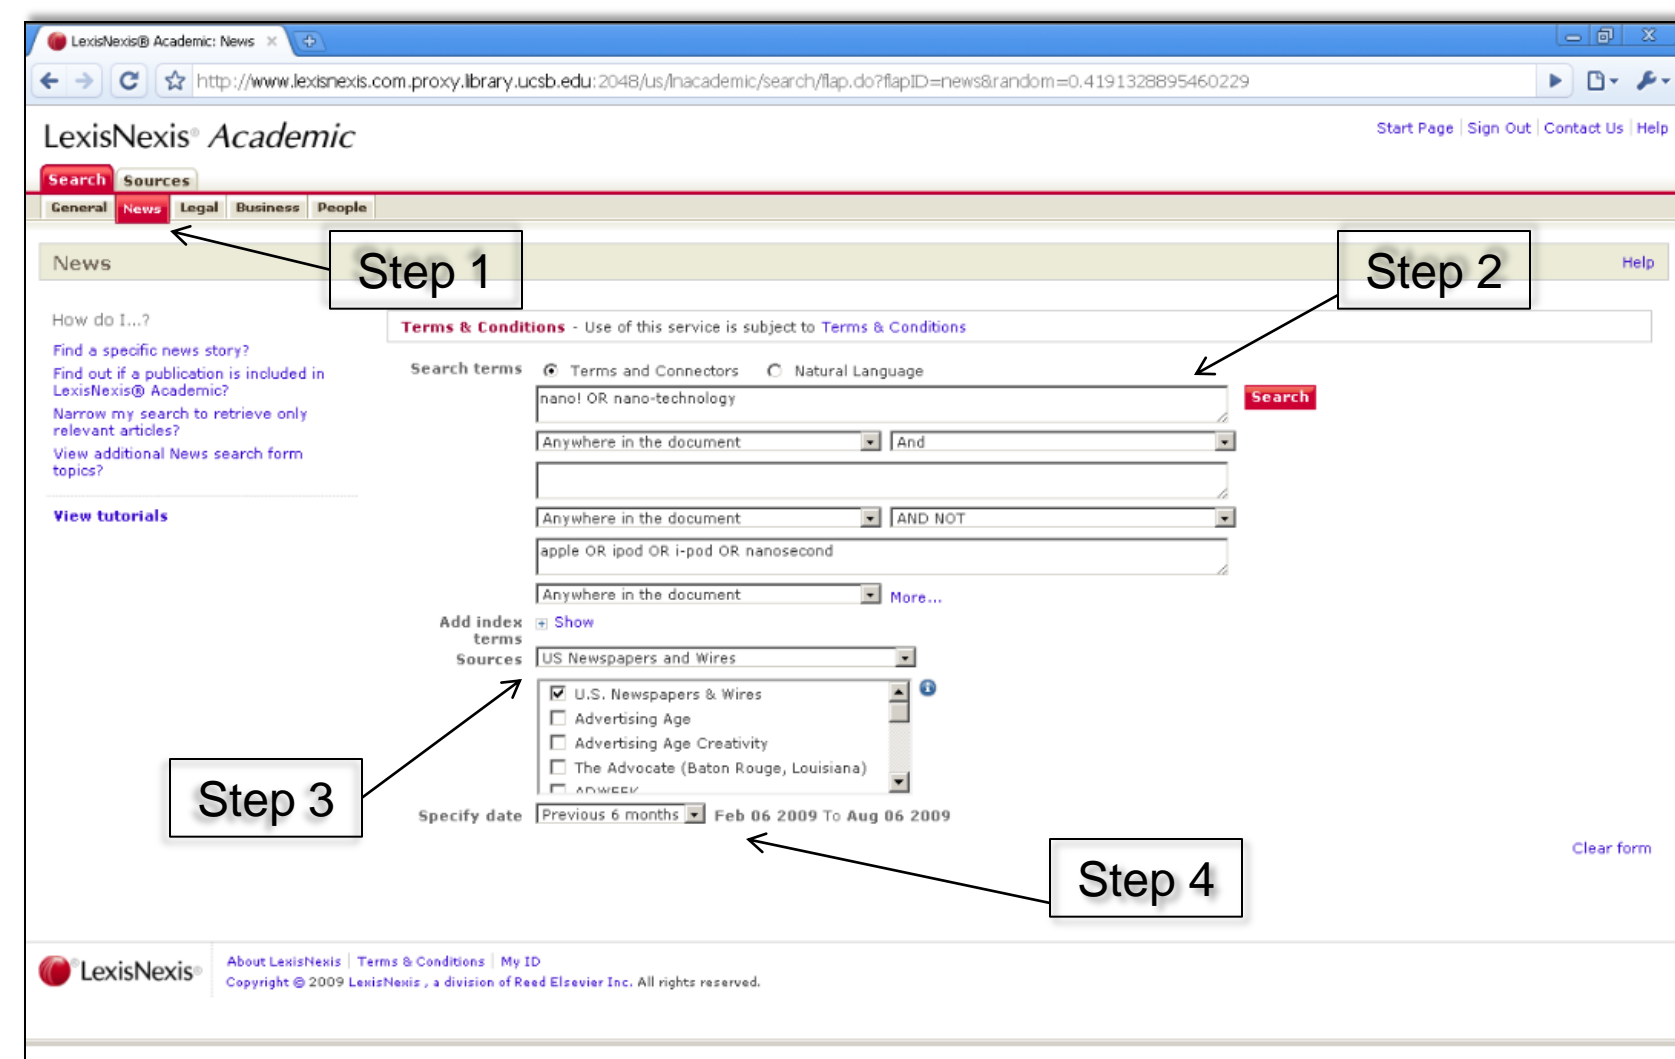 LexisNexis® Academic: News
http://www.lexisnexis.com.proxy.library.ucsb.edu:2048/us/lnacademic/search/flap.do?flapID=news&random=0.4191328895460229
LexisNexis® Academic
Start Page | Sign Out | Contact Us | Help
Search Sources
General News Legal Business People
Step 1
Step 2
News
Help
How do I...?
Find a specific news story?
Find out if a publication is included in
LexisNexis® Academic?
Narrow my search to retrieve only
relevant articles?
View additional News search form
topics?
View tutorials
Terms & Conditions - Use of this service is subject to Terms & Conditions
Search terms Terms and Connectors Natural Language
nano! OR nano-technology
Search
Anywhere in the document And
Anywhere in the document AND NOT
apple OR ipod OR i-pod OR nanosecond
Anywhere in the document More...
Add index
terms
Show
Sources US Newspapers and Wires
U.S. Newspapers & Wires
Advertising Age
Advertising Age Creativity
The Advocate (Baton Rouge, Louisiana)
ADWEEK
Step 3
Specify date Previous 6 months Feb 06 2009 To Aug 06 2009
Step 4
Clear form
LexisNexis®
About LexisNexis | Terms & Conditions | My ID
Copyright © 2009 LexisNexis , a division of Reed Elsevier Inc. All rights reserved.